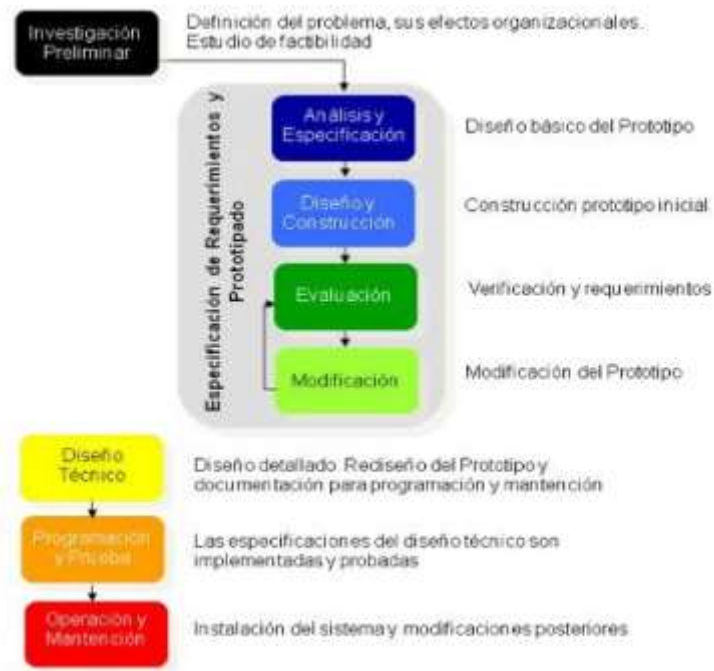 Investigación
Preliminar
Definición del problema, sus efectos organizacionales.
Estudio de factibilidad
Especificación de Requerimientos y
Prototipado
Análisis y
Especificación
Diseño básico del Prototipo
Diseño y
Construcción
Construcción prototipo inicial
Evaluación
Verificación y requerimientos
Modificación
Modificación del Prototipo
Diseño
Técnico
Diseño detallado. Rediseño del Prototipo y
documentación para programación y mantención
Programación
y Prueba
Las especificaciones del diseño técnico son
implementadas y probadas
Operación y
Mantención
Instalación del sistema y modificaciones posteriores